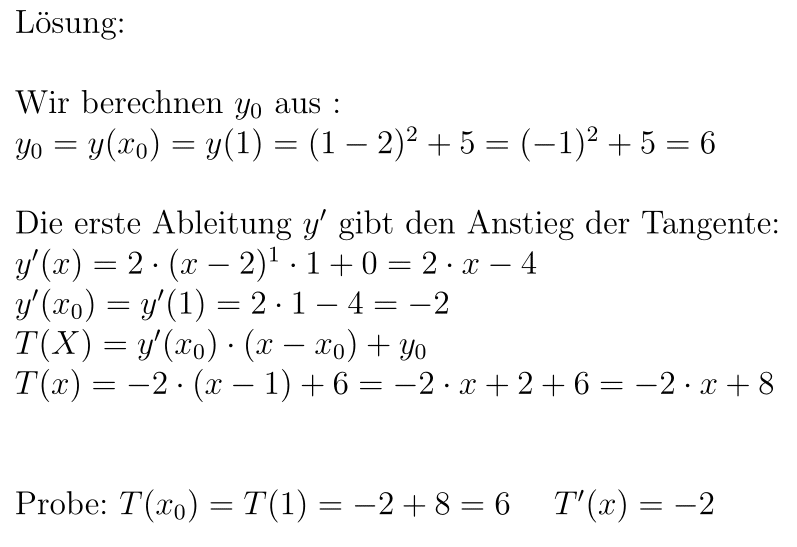 Lösung:
Wir berechnen y₀ aus :
y₀ = y(x₀) = y(1) = (1 − 2)² + 5 = (−1)² + 5 = 6
Die erste Ableitung y′ gibt den Anstieg der Tangente:
y′(x) = 2 · (x − 2)¹ · 1 + 0 = 2 · x − 4
y′(x₀) = y′(1) = 2 · 1 − 4 = −2
T(X) = y′(x₀) · (x − x₀) + y₀
T(x) = −2 · (x − 1) + 6 = −2 · x + 2 + 6 = −2 · x + 8
Probe: T(x₀) = T(1) = −2 + 8 = 6 T′(x) = −2